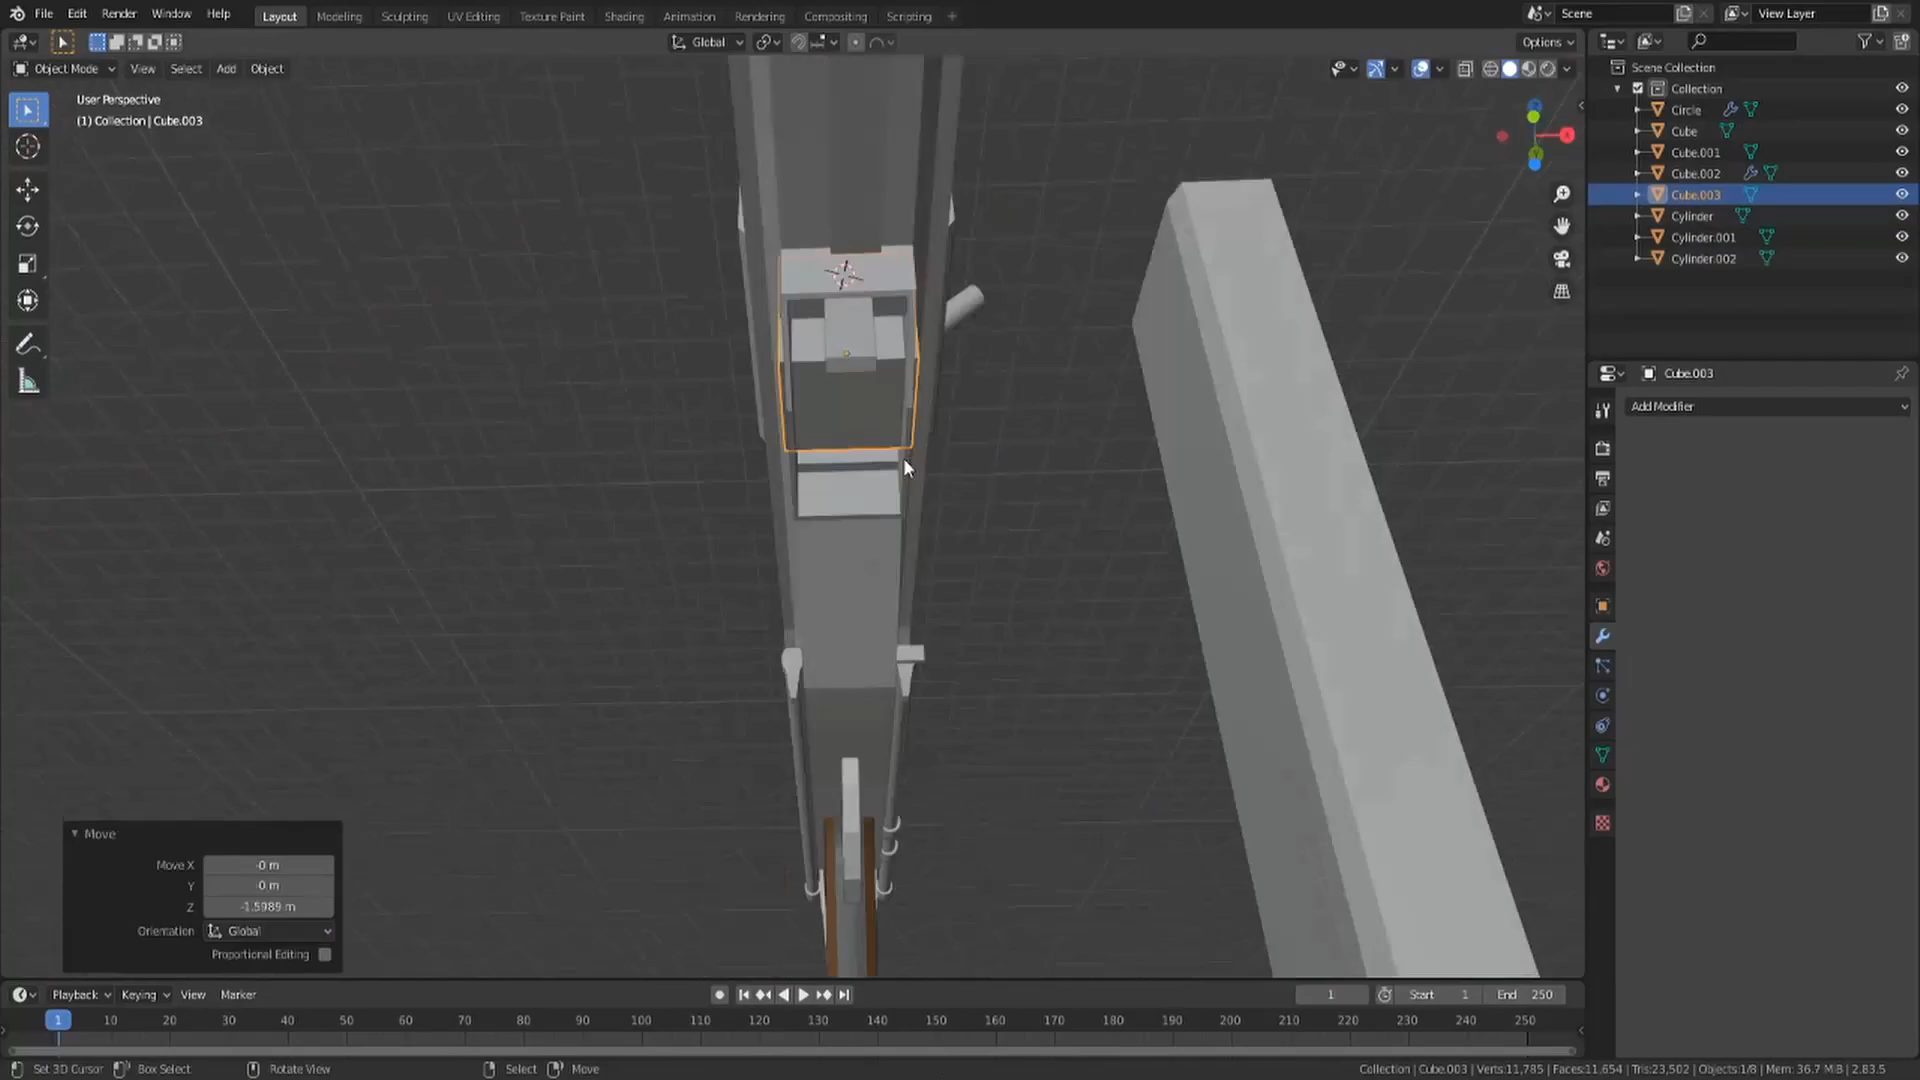 File Edit Render Window Help
Layout Modeling Sculpting UV Editing Texture Paint Shading Animation Rendering Compositing Scripting +
Scene
View Layer
Global
Options
Object Mode View Select Add Object
User Perspective
(1) Collection | Cube.003
Scene Collection
Collection
Circle
Cube
Cube.001
Cube.002
Cube.003
Cylinder
Cylinder.001
Cylinder.002
Cube.003
Add Modifier
Move
Move X -0 m
Y -0 m
Z -1.5989 m
Orientation Global
Proportional Editing
Playback Keying View Marker
1 Start 1 End 250
1 10 20 30 40 50 60 70 80 90 100 110 120 130 140 150 160 170 180 190 200 210 220 230 240 250
Set 3D Cursor Box Select Rotate View Select Move
Collection | Cube.003 | Verts:11,785 | Faces:11,654 | Tris:23,502 | Objects:1/8 | Mem: 36.7 MiB | 2.83.5